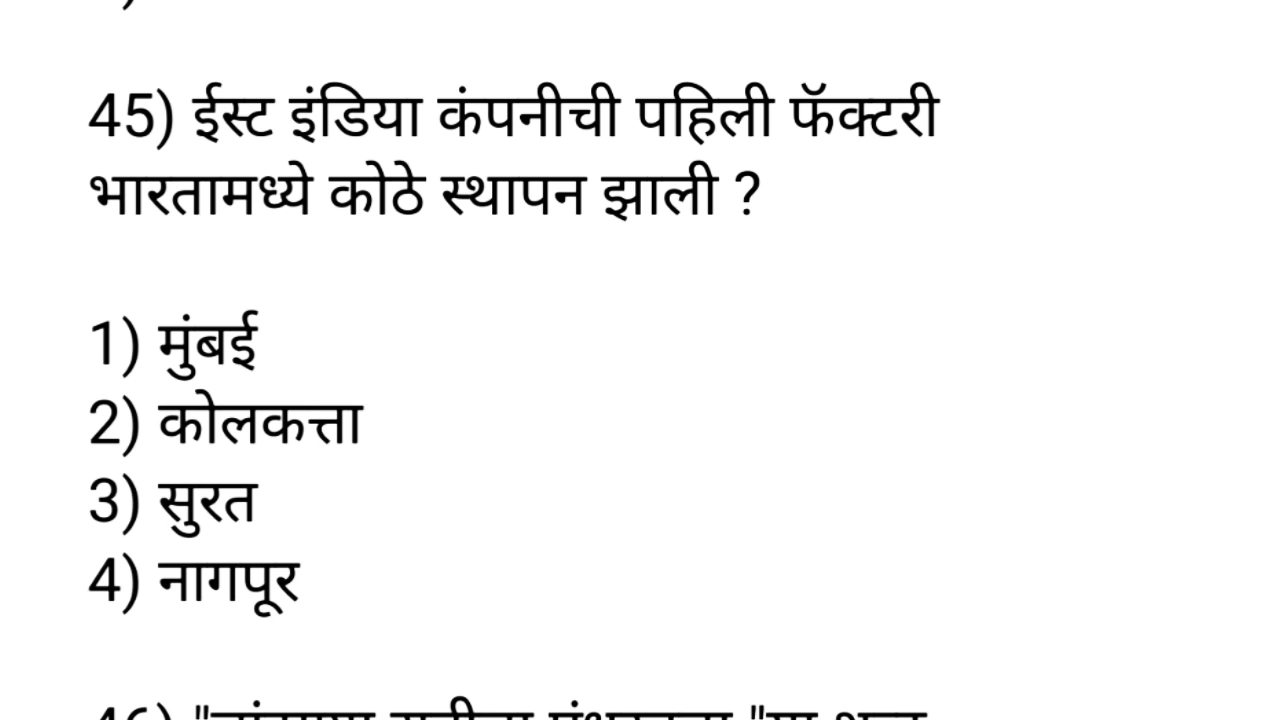 45) ईस्ट इंडिया कंपनीची पहिली फॅक्टरी
भारतामध्ये कोठे स्थापन झाली ?
1) मुंबई
2) कोलकत्ता
3) सुरत
4) नागपूर